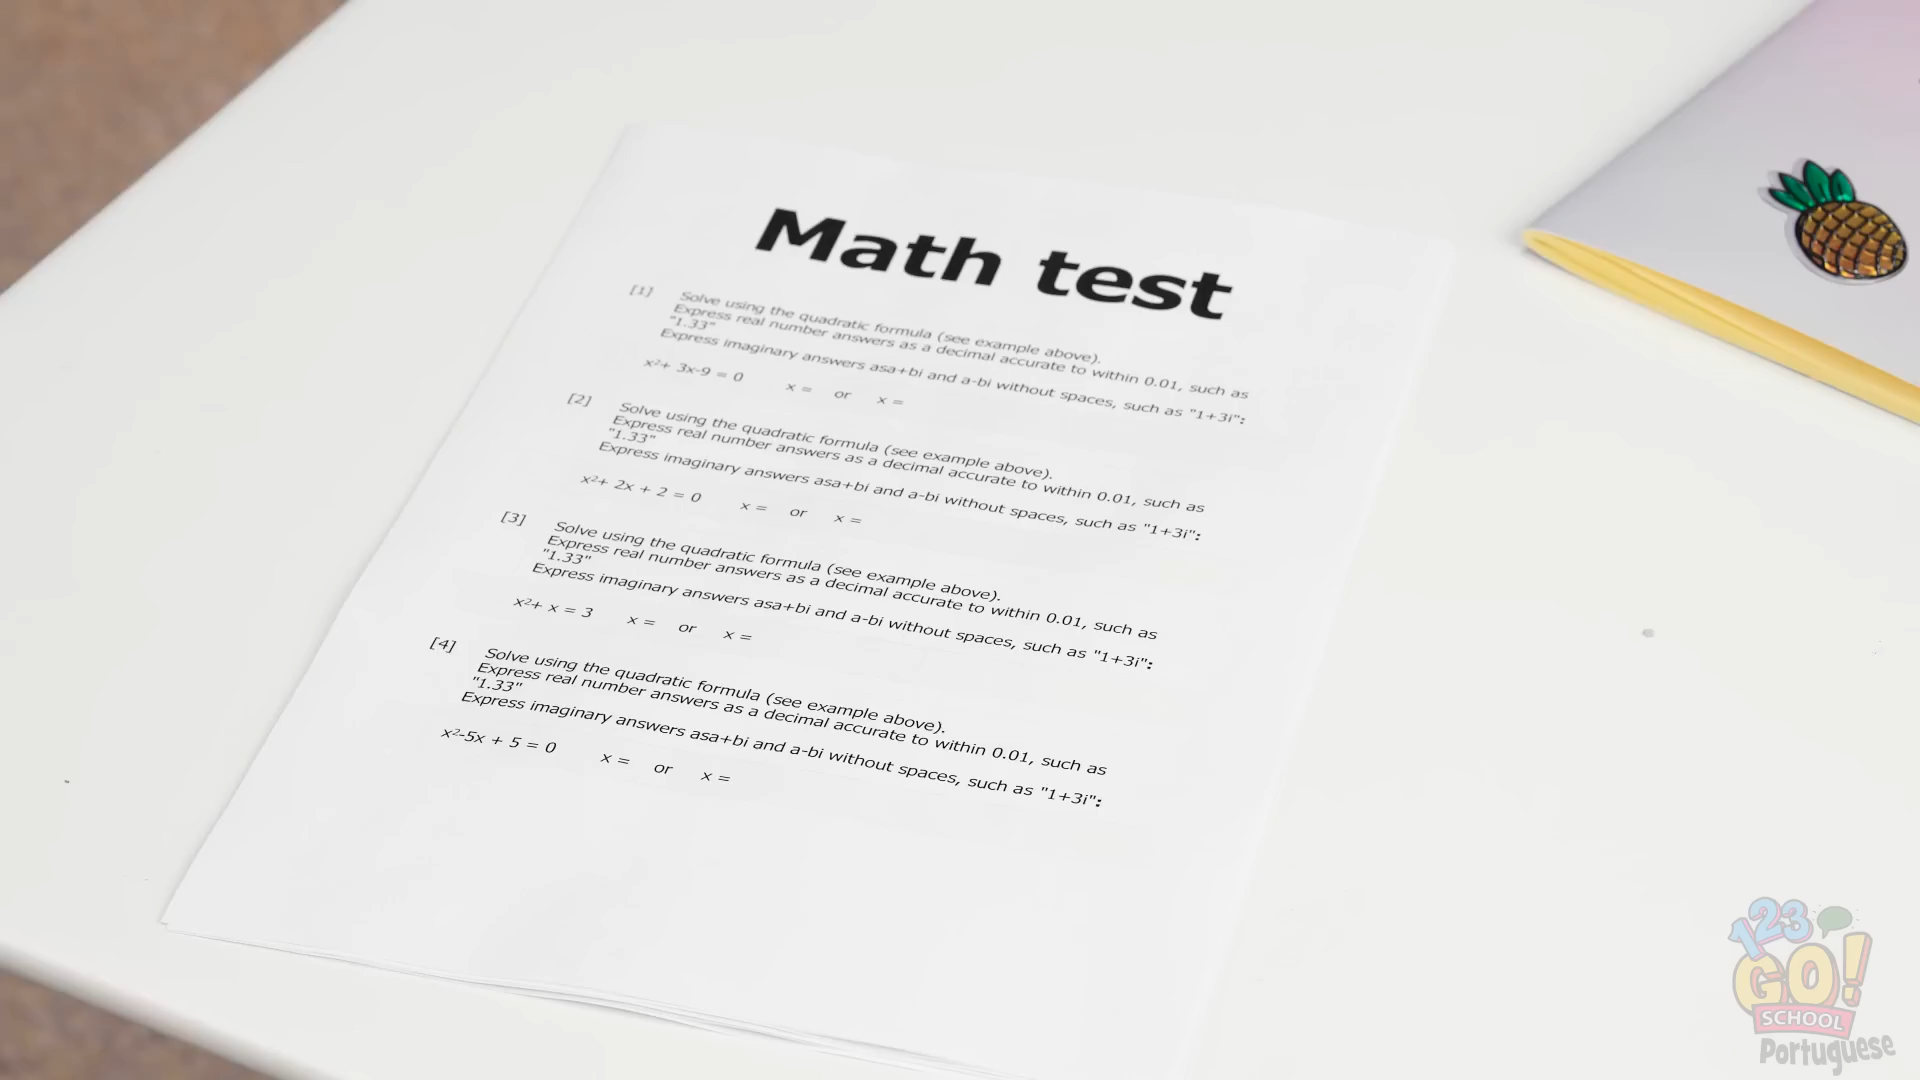 Math test
[1] Solve using the quadratic formula (see example above).
Express real number answers as a decimal accurate to within 0.01, such as
"1.33"
Express imaginary answers asa+bi and a-bi without spaces, such as "1+3i":
x²+ 3x-9 = 0 x = or x =
[2] Solve using the quadratic formula (see example above).
Express real number answers as a decimal accurate to within 0.01, such as
"1.33"
Express imaginary answers asa+bi and a-bi without spaces, such as "1+3i":
x²+ 2x + 2 = 0 x = or x =
[3] Solve using the quadratic formula (see example above).
Express real number answers as a decimal accurate to within 0.01, such as
"1.33"
Express imaginary answers asa+bi and a-bi without spaces, such as "1+3i":
x²+ x = 3 x = or x =
[4] Solve using the quadratic formula (see example above).
Express real number answers as a decimal accurate to within 0.01, such as
"1.33"
Express imaginary answers asa+bi and a-bi without spaces, such as "1+3i":
x²-5x + 5 = 0 x = or x =
123
GO!
SCHOOL
Portuguese